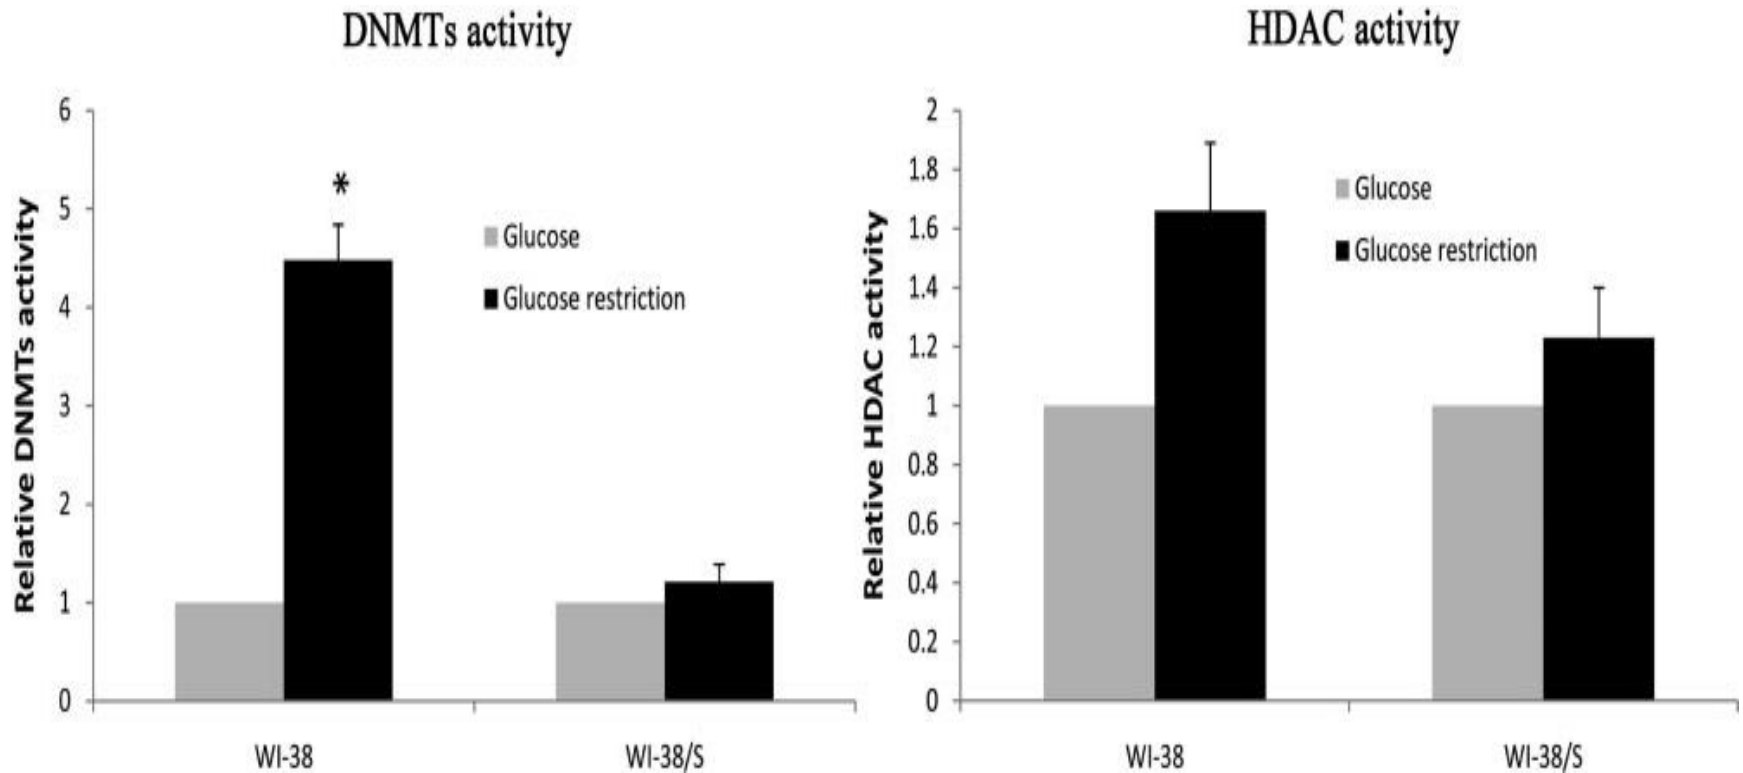 DNMTs activity
Relative DNMTs activity
6
5
4
3
2
1
0
*
Glucose
Glucose restriction
WI-38
WI-38/S
HDAC activity
Relative HDAC activity
2
1.8
1.6
1.4
1.2
1
0.8
0.6
0.4
0.2
0
Glucose
Glucose restriction
WI-38
WI-38/S